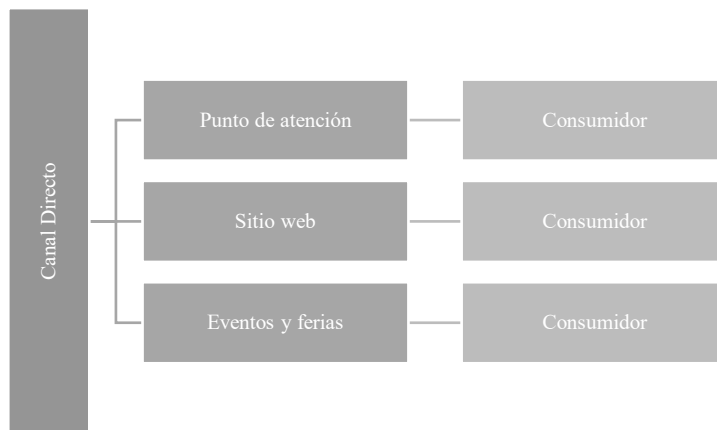 Canal Directo
Punto de atención
Consumidor
Sitio web
Consumidor
Eventos y ferias
Consumidor